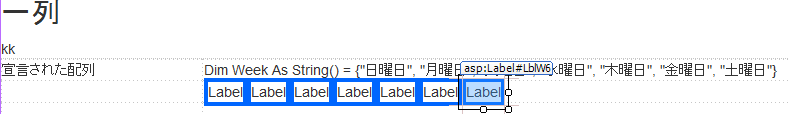 一列
kk
宣言された配列 Dim Week As String() = {"日曜日", "月曜日 asp:Label#LblW6 水曜日", "木曜日", "金曜日", "土曜日"}
Label Label Label Label Label Label Label